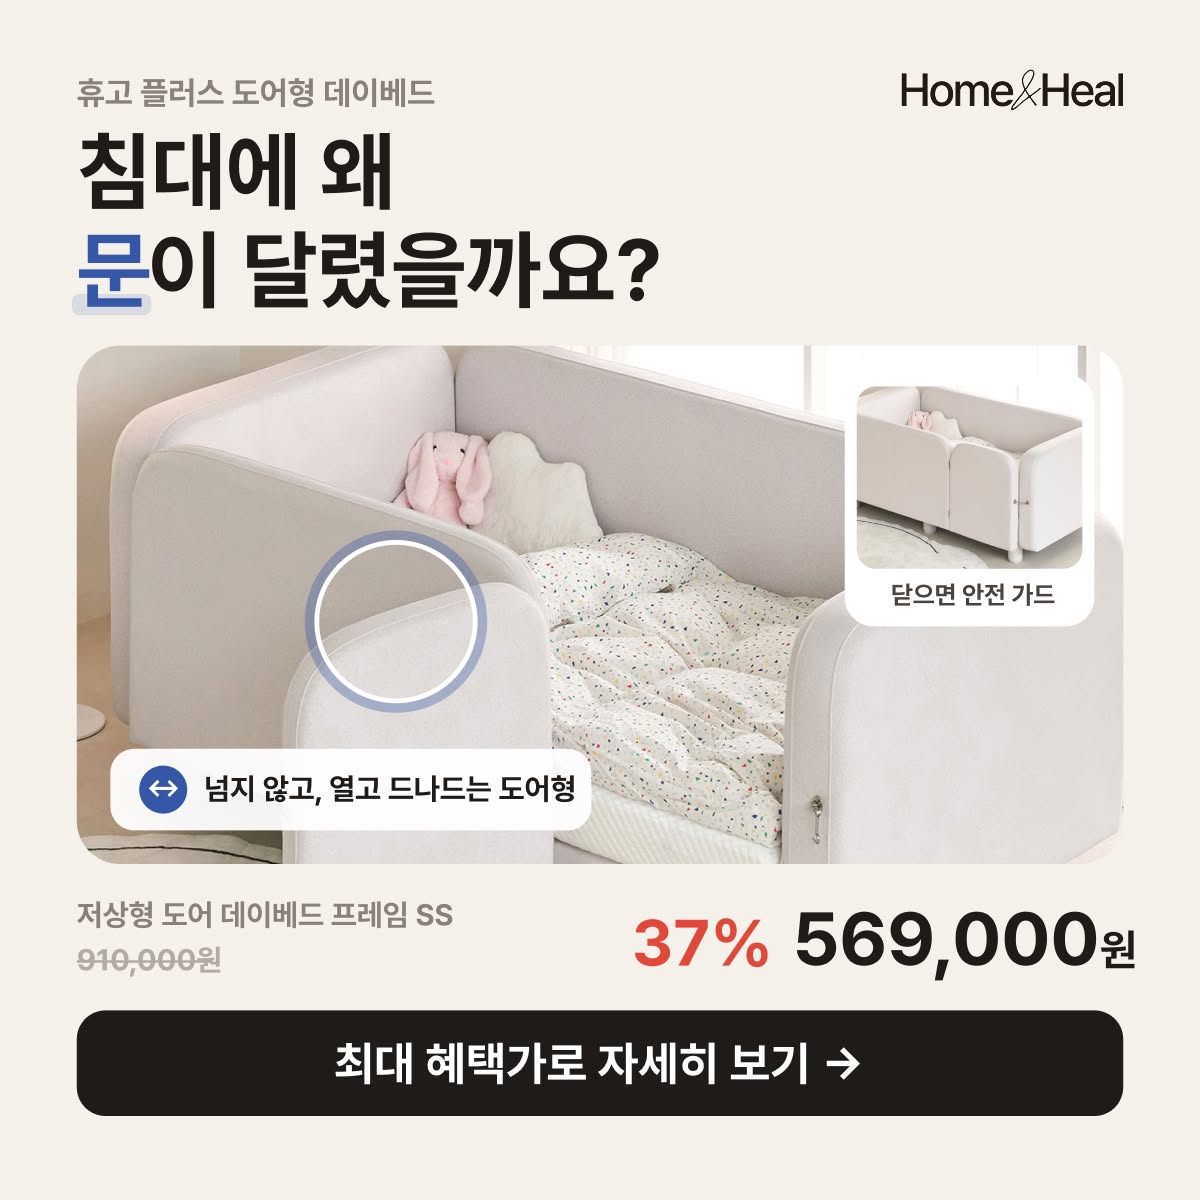 휴고 플러스 도어형 데이베드
Home&Heal
침대에 왜
문이 달렸을까요?
닫으면 안전 가드
넘지 않고, 열고 드나드는 도어형
저상형 도어 데이베드 프레임 SS
910,000원
37% 569,000원
최대 혜택가로 자세히 보기 →